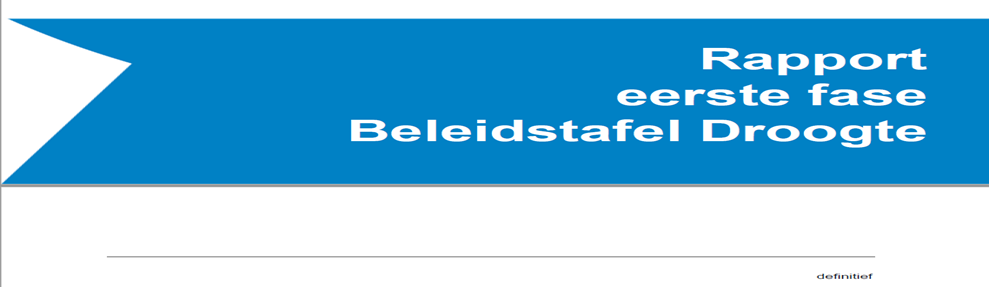 Rapport
eerste fase
Beleidstafel Droogte
definitief